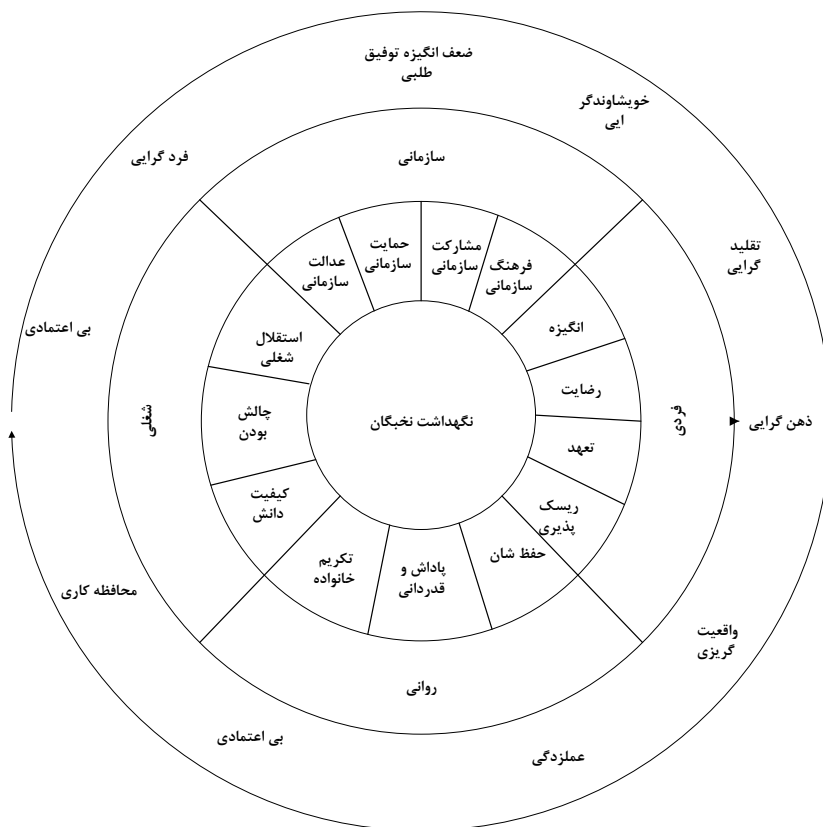 ضعف انگیزه توفیق
طلبی
خویشاوندگر
ایی
فرد گرایی
سازمانی
تقلید
گرایی
حمایت
سازمانی
مشارکت
سازمانی
عدالت
سازمانی
فرهنگ
سازمانی
بی اعتمادی
انگیزه
استقلال
شغلی
رضایت
ذهن گرایی
فردی
نگهداشت نخبگان
چالش
بودن
شغلی
تعهد
کیفیت
دانش
ریسک
پذیری
حفظ شان
پاداش و
قدردانی
تکریم
خانواده
محافظه کاری
واقعیت
گریزی
روانی
بی اعتمادی
عملزدگی